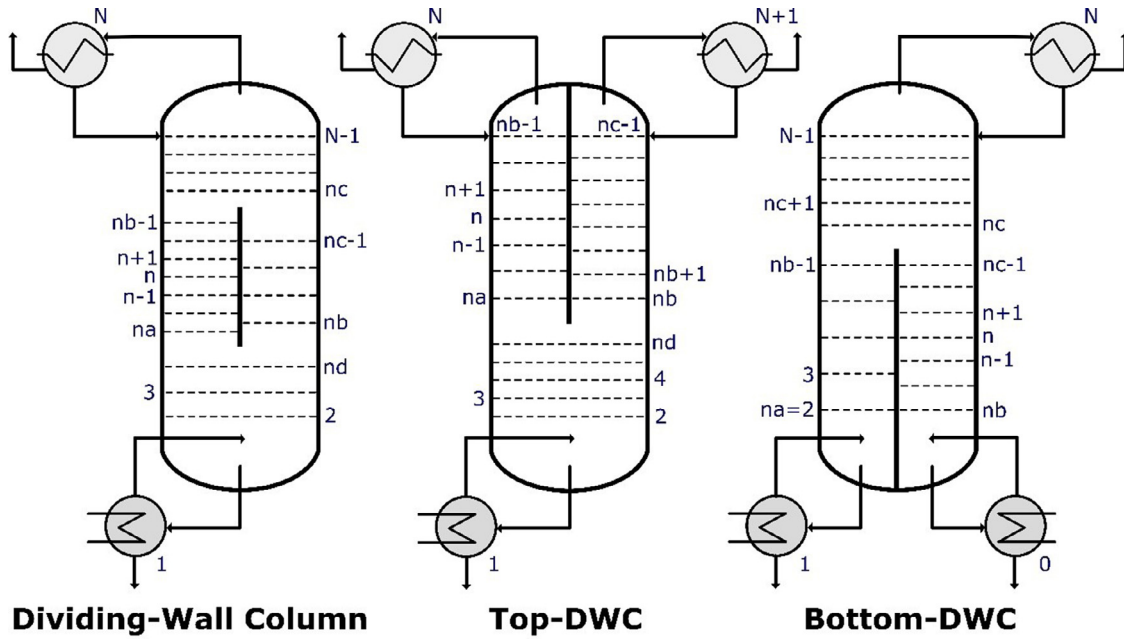 N
N-1
nc
nb-1
nc-1
n+1
n
n-1
na
nb
nd
3
2
1
Dividing-Wall Column
N
N+1
nb-1
nc-1
n+1
n
n-1
nb+1
na
nb
nd
4
3
2
1
Top-DWC
N
N-1
nc+1
nc
nb-1
nc-1
n+1
n
n-1
3
na=2
nb
1
0
Bottom-DWC